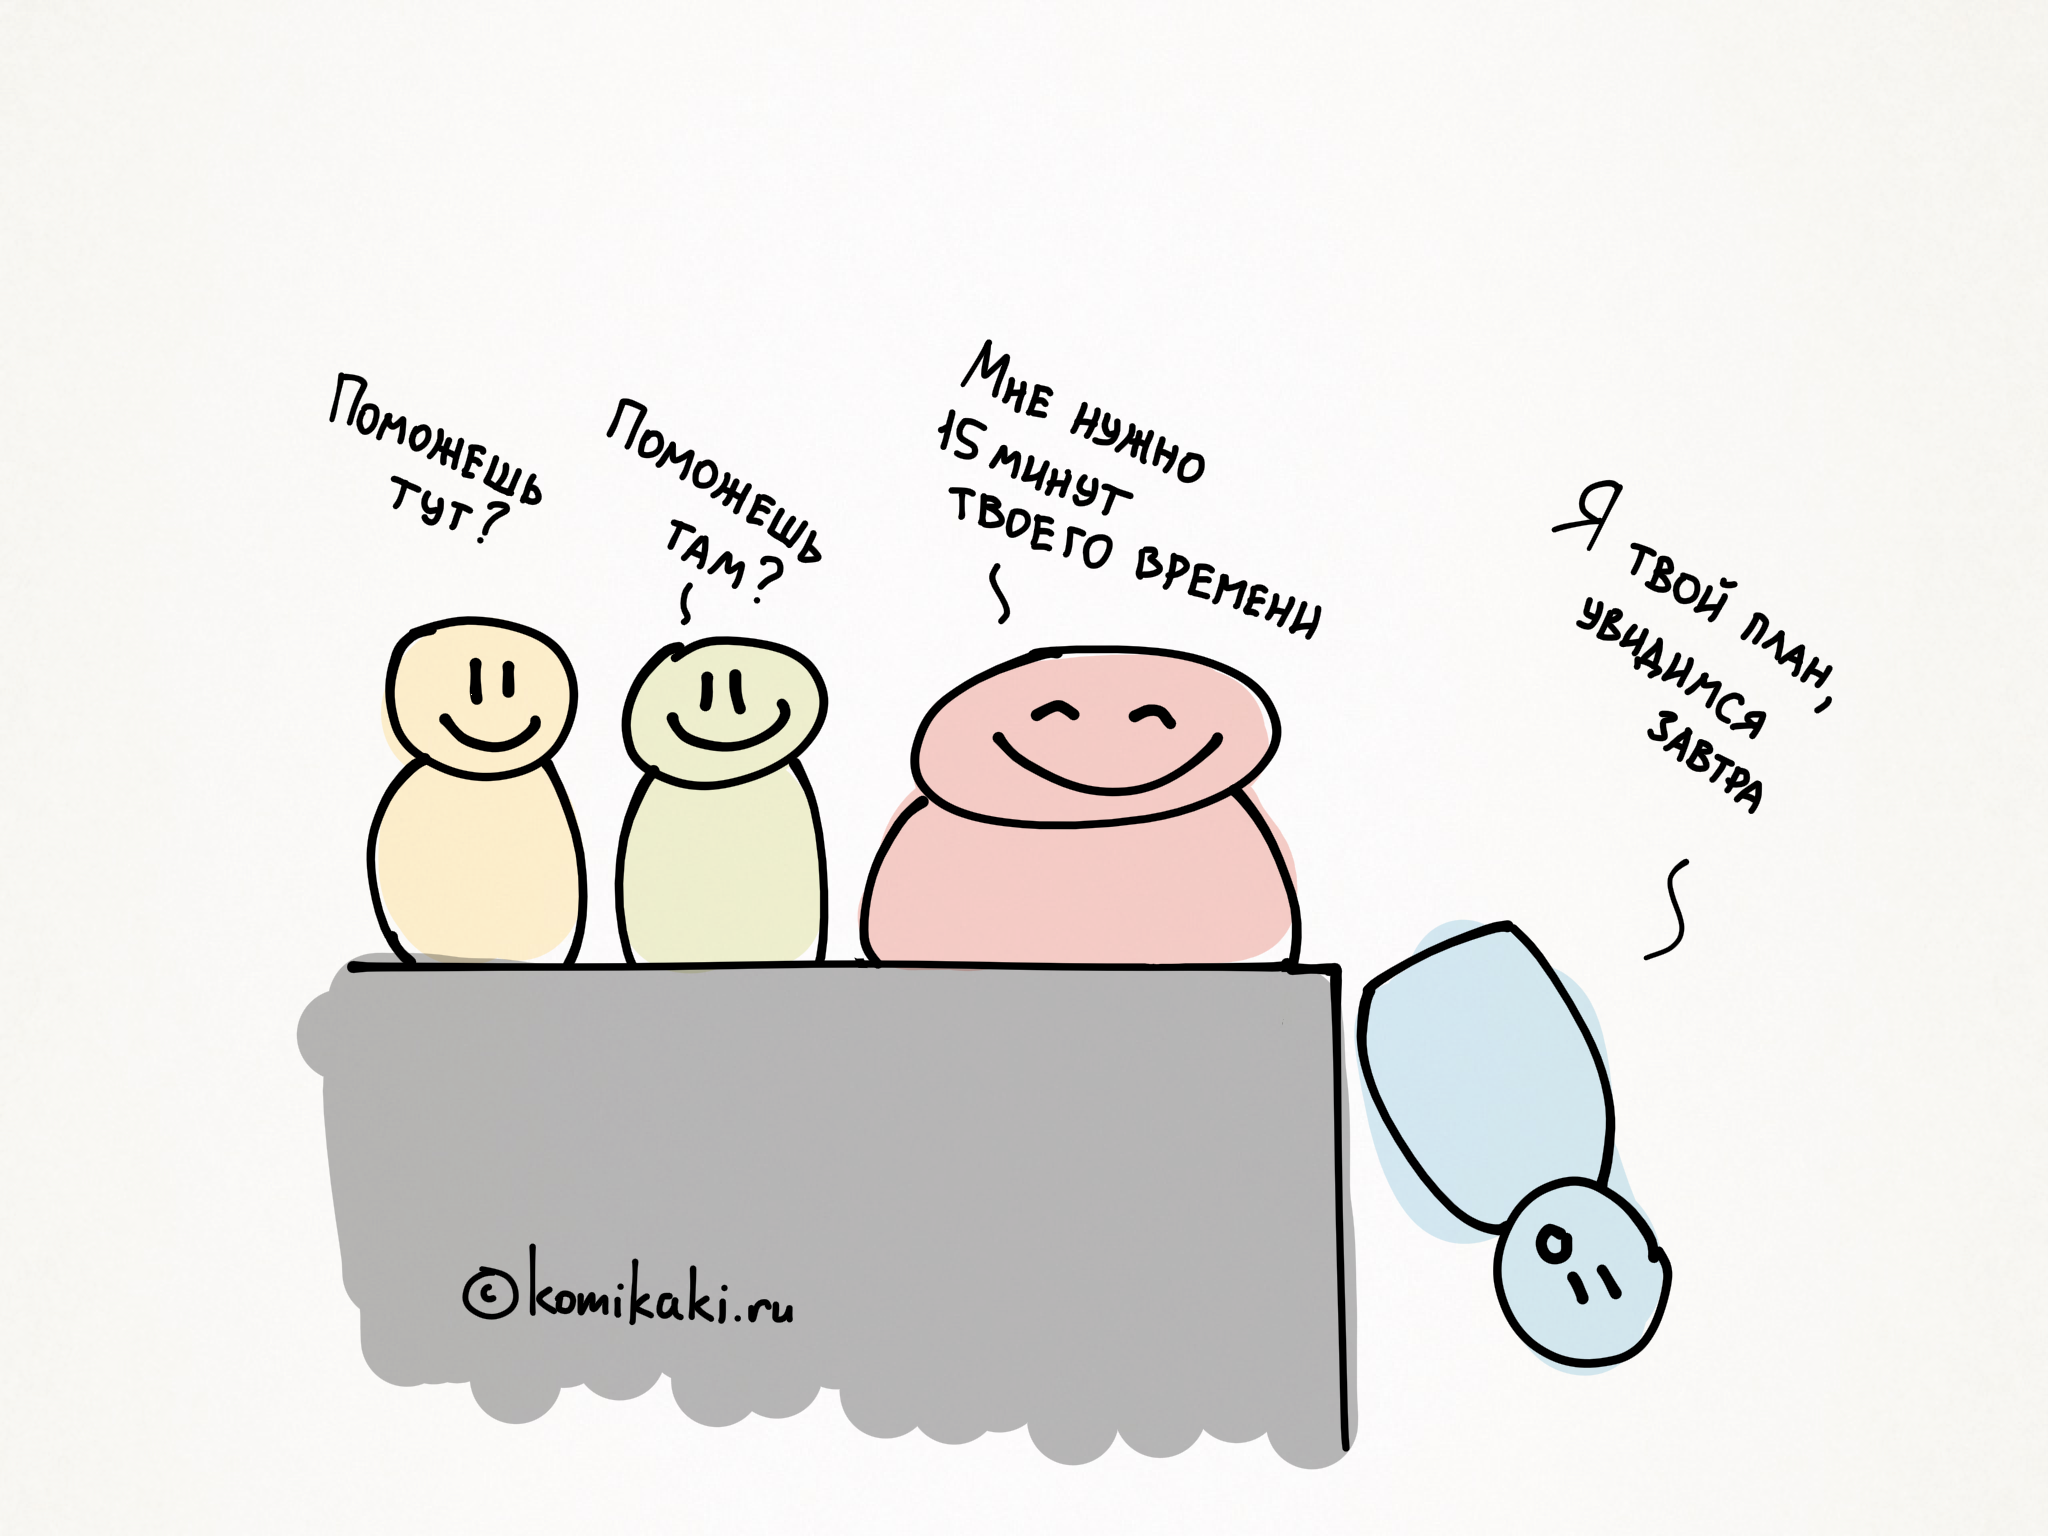 Поможешь
тут?
Поможешь
там?
Мне нужно
15 минут
твоего времени
Я твой план,
увидимся
завтра
©komikaki.ru